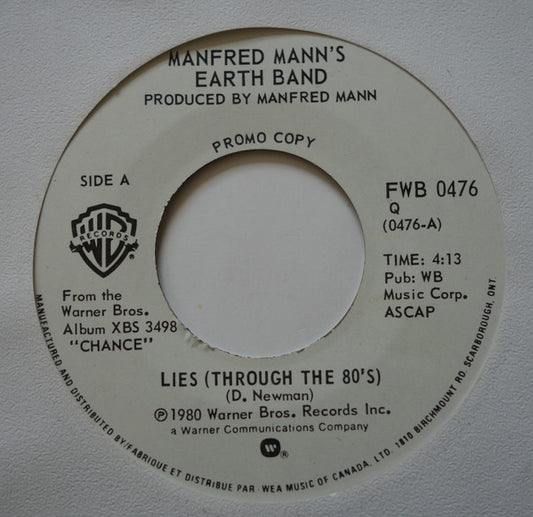 MANFRED MANN'S
EARTH BAND
PRODUCED BY MANFRED MANN
PROMO COPY
SIDE A
WB
RECORDS
®
From the
Warner Bros.
Album XBS 3498
"CHANCE"
FWB 0476
Q
(0476-A)
TIME: 4:13
Pub: WB
Music Corp.
ASCAP
LIES (THROUGH THE 80'S)
(D. Newman)
Ⓟ1980 Warner Bros. Records Inc.
a Warner Communications Company
®
MANUFACTURED AND DISTRIBUTED BY/FABRIQUE ET DISTRIBUE PAR-WEA MUSIC OF CANADA, LTD. 1810 BIRCHMOUNT RD. SCARBOROUGH, ONT.